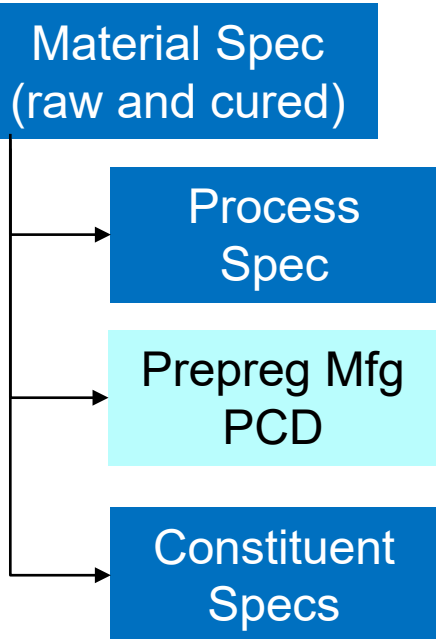 Material Spec
(raw and cured)
Process
Spec
Prepreg Mfg
PCD
Constituent
Specs